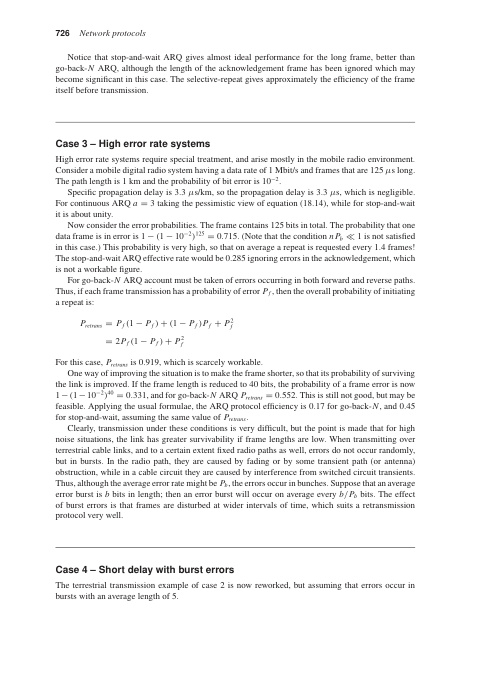 726 Network protocols
Notice that stop-and-wait ARQ gives almost ideal performance for the long frame, better than
go-back-N ARQ, although the length of the acknowledgement frame has been ignored which may
become significant in this case. The selective-repeat gives approximately the efficiency of the frame
itself before transmission.
Case 3 – High error rate systems
High error rate systems require special treatment, and arise mostly in the mobile radio environment.
Consider a mobile digital radio system having a data rate of 1 Mbit/s and frames that are 125 μs long.
The path length is 1 km and the probability of bit error is 10⁻².
Specific propagation delay is 3.3 μs/km, so the propagation delay is 3.3 μs, which is negligible.
For continuous ARQ a = 3 taking the pessimistic view of equation (18.14), while for stop-and-wait
it is about unity.
Now consider the error probabilities. The frame contains 125 bits in total. The probability that one
data frame is in error is 1 − (1 − 10⁻²)¹²⁵ = 0.715. (Note that the condition nPb ≪ 1 is not satisfied
in this case.) This probability is very high, so that on average a repeat is requested every 1.4 frames!
The stop-and-wait ARQ effective rate would be 0.285 ignoring errors in the acknowledgement, which
is not a workable figure.
For go-back-N ARQ account must be taken of errors occurring in both forward and reverse paths.
Thus, if each frame transmission has a probability of error Pf, then the overall probability of initiating
a repeat is:
Pretrans = Pf(1 − Pf) + (1 − Pf)Pf + Pf²
= 2Pf(1 − Pf) + Pf²
For this case, Pretrans is 0.919, which is scarcely workable.
One way of improving the situation is to make the frame shorter, so that its probability of surviving
the link is improved. If the frame length is reduced to 40 bits, the probability of a frame error is now
1 − (1 − 10⁻²)⁴⁰ = 0.331, and for go-back-N ARQ Pretrans = 0.552. This is still not good, but may be
feasible. Applying the usual formulae, the ARQ protocol efficiency is 0.17 for go-back-N, and 0.45
for stop-and-wait, assuming the same value of Pretrans.
Clearly, transmission under these conditions is very difficult, but the point is made that for high
noise situations, the link has greater survivability if frame lengths are low. When transmitting over
terrestrial cable links, and to a certain extent fixed radio paths as well, errors do not occur randomly,
but in bursts. In the radio path, they are caused by fading or by some transient path (or antenna)
obstruction, while in a cable circuit they are caused by interference from switched circuit transients.
Thus, although the average error rate might be Pb, the errors occur in bunches. Suppose that an average
error burst is b bits in length; then an error burst will occur on average every b/Pb bits. The effect
of burst errors is that frames are disturbed at wider intervals of time, which suits a retransmission
protocol very well.
Case 4 – Short delay with burst errors
The terrestrial transmission example of case 2 is now reworked, but assuming that errors occur in
bursts with an average length of 5.